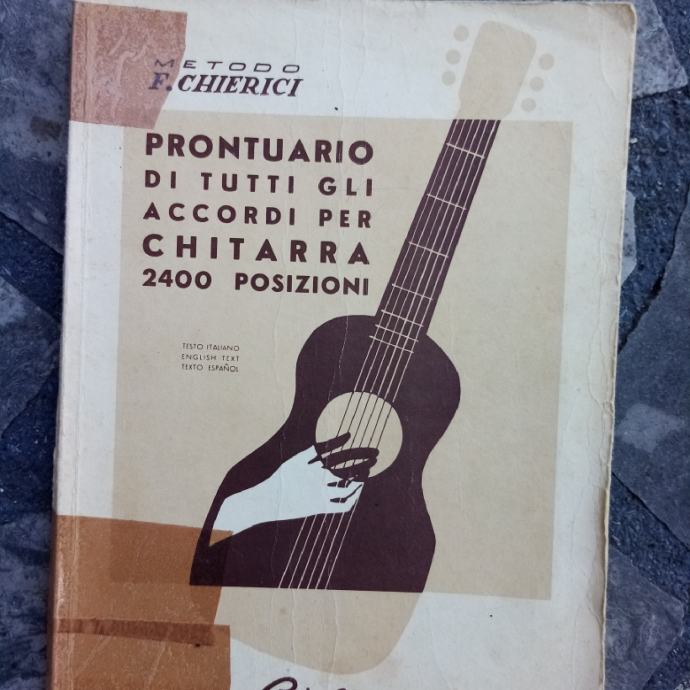 METODO
F. CHIERICI
PRONTUARIO
DI TUTTI GLI
ACCORDI PER
CHITARRA
2400 POSIZIONI
TESTO ITALIANO
ENGLISH TEXT
TEXTO ESPAÑOL